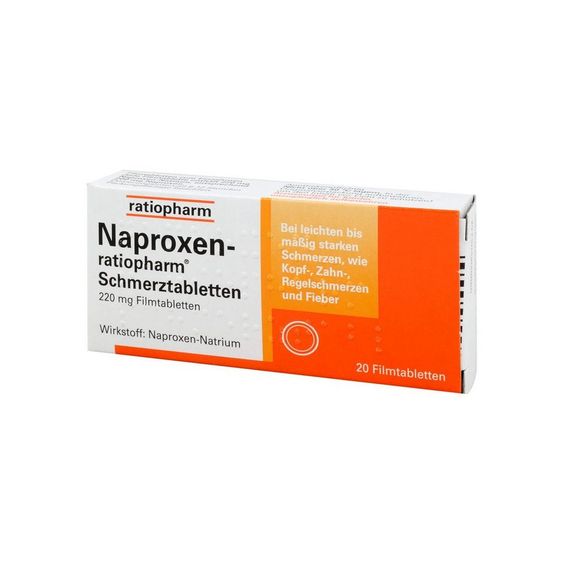 ratiopharm
Naproxen-
ratiopharm®
Schmerztabletten
220 mg Filmtabletten
Wirkstoff: Naproxen-Natrium
Bei leichten bis
mäßig starken
Schmerzen, wie
Kopf-, Zahn-,
Regelschmerzen
und Fieber
20 Filmtabletten